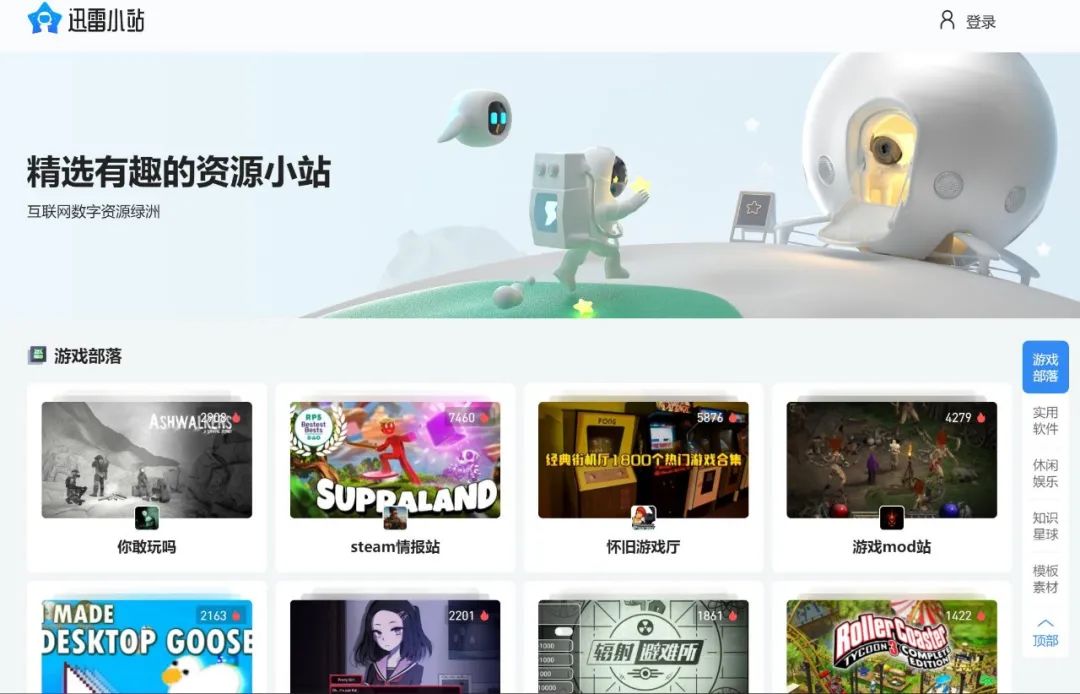 迅雷小站
登录
精选有趣的资源小站
互联网数字资源绿洲
游戏部落
游戏
部落
实用
软件
休闲
娱乐
知识
星球
模板
素材
顶部
ASHWALKERS
2908
你敢玩吗
RPS
Bestest
Bests
7460
SUPRALAND
steam情报站
PONG
5876
经典街机厅1800个热门游戏合集
怀旧游戏厅
4279
游戏mod站
I MADE
DESKTOP GOOSE
2163
2201
1861
辐射 避难所
1000
1000
10000
1422
RollerCoaster
TYCOON 3 COMPLETE
EDITION